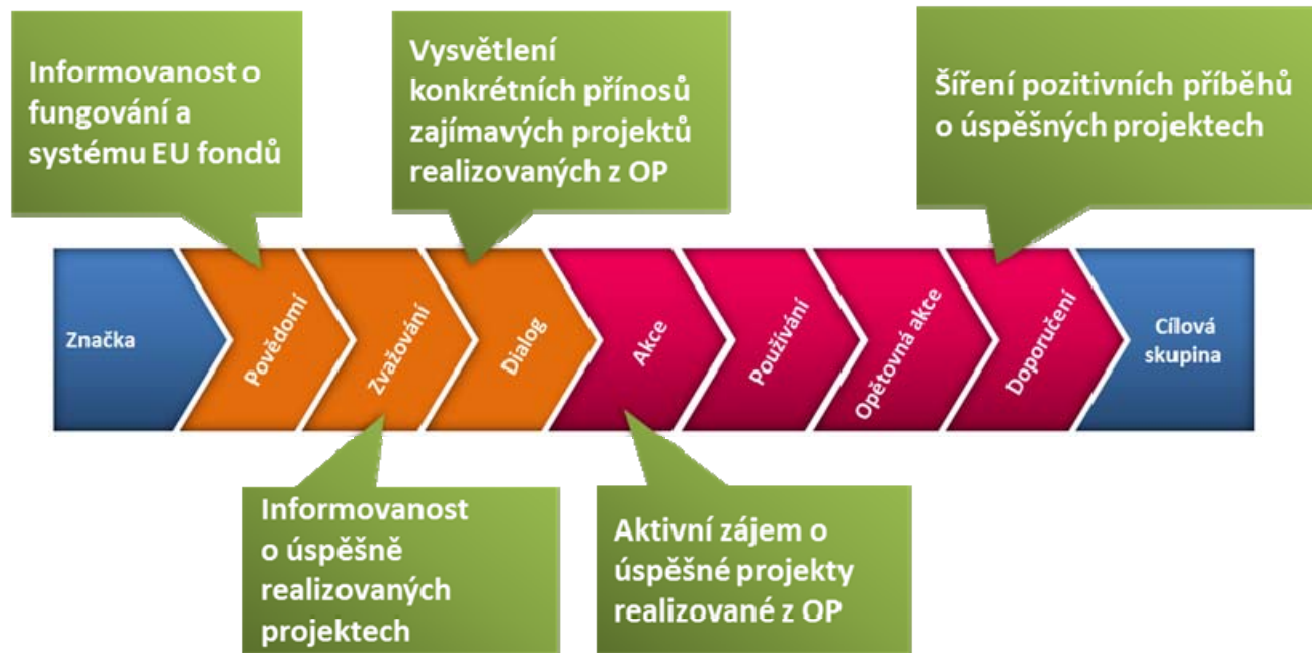 Informovanost o
fungování a
systému EU fondů
Vysvětlení
konkrétních přínosů
zajímavých projektů
realizovaných z OP
Šíření pozitivních příběhů
o úspěšných projektech
Značka
Povědomí
Zvažování
Dialog
Akce
Používání
Opětovná akce
Doporučení
Cílová
skupina
Informovanost
o úspěšně
realizovaných
projektech
Aktivní zájem o
úspěšné projekty
realizované z OP